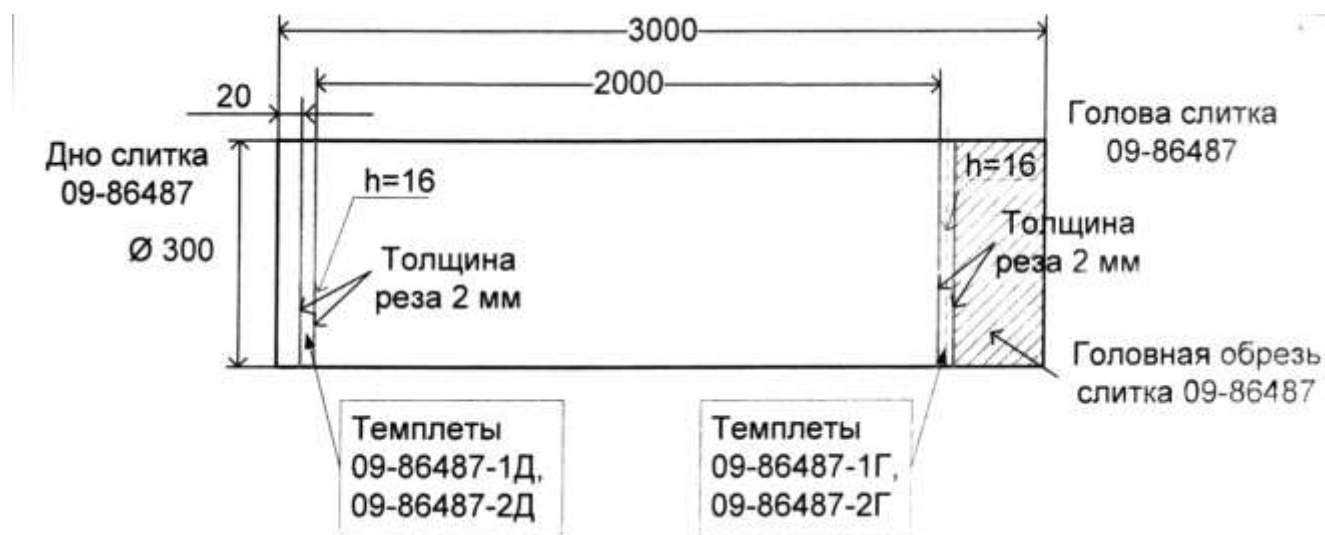 3000
2000
20
Голова слитка
09-86487
Дно слитка
09-86487
h=16
h=16
Ø 300
Толщина
реза 2 мм
Толщина
реза 2 мм
Головная обрезь
слитка 09-86487
Темплеты
09-86487-1Д,
09-86487-2Д
Темплеты
09-86487-1Г,
09-86487-2Г